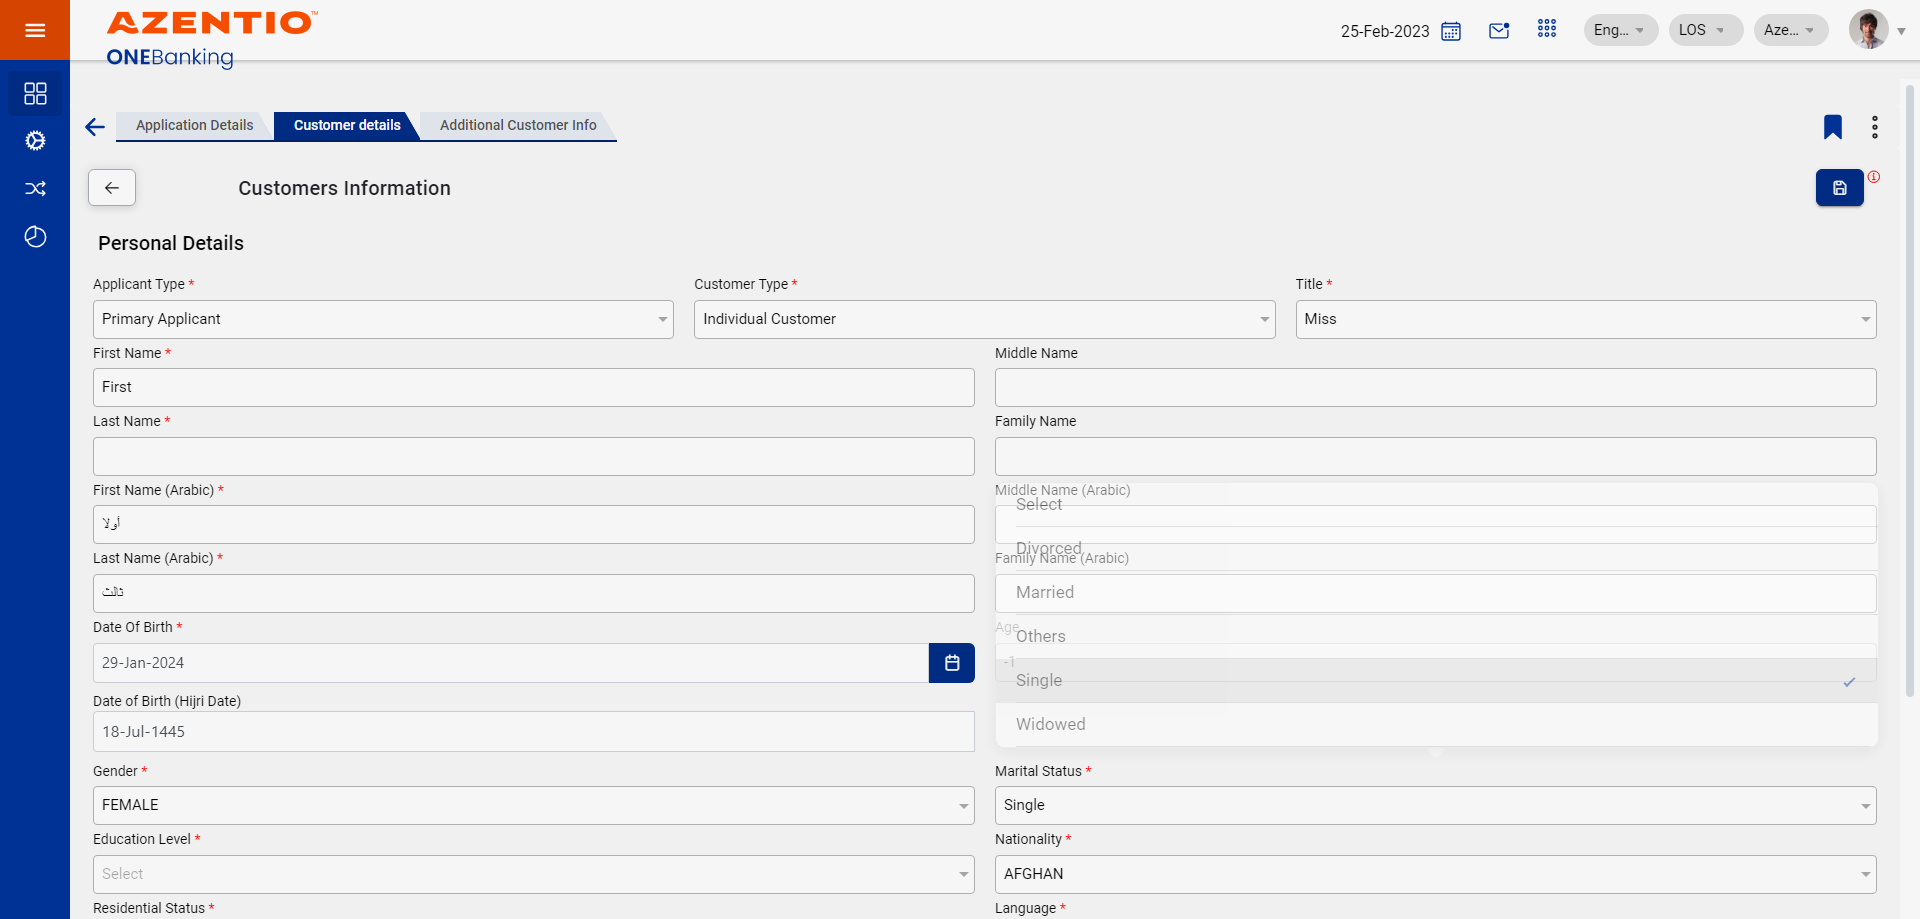 AZENTIO™
ONEBanking
25-Feb-2023
Eng...
LOS
Aze...
Application Details
Customer details
Additional Customer Info
Customers Information
Personal Details
Applicant Type *
Customer Type *
Title *
Primary Applicant
Individual Customer
Miss
First Name *
Middle Name
First
Last Name *
Family Name
First Name (Arabic) *
Middle Name (Arabic)
Select
أولا
Divorced
Last Name (Arabic) *
Family Name (Arabic)
ثالث
Married
Date Of Birth *
Age
Others
29-Jan-2024
-1
Single
Date of Birth (Hijri Date)
18-Jul-1445
Widowed
Gender *
Marital Status *
FEMALE
Single
Education Level *
Nationality *
Select
AFGHAN
Residential Status *
Language *